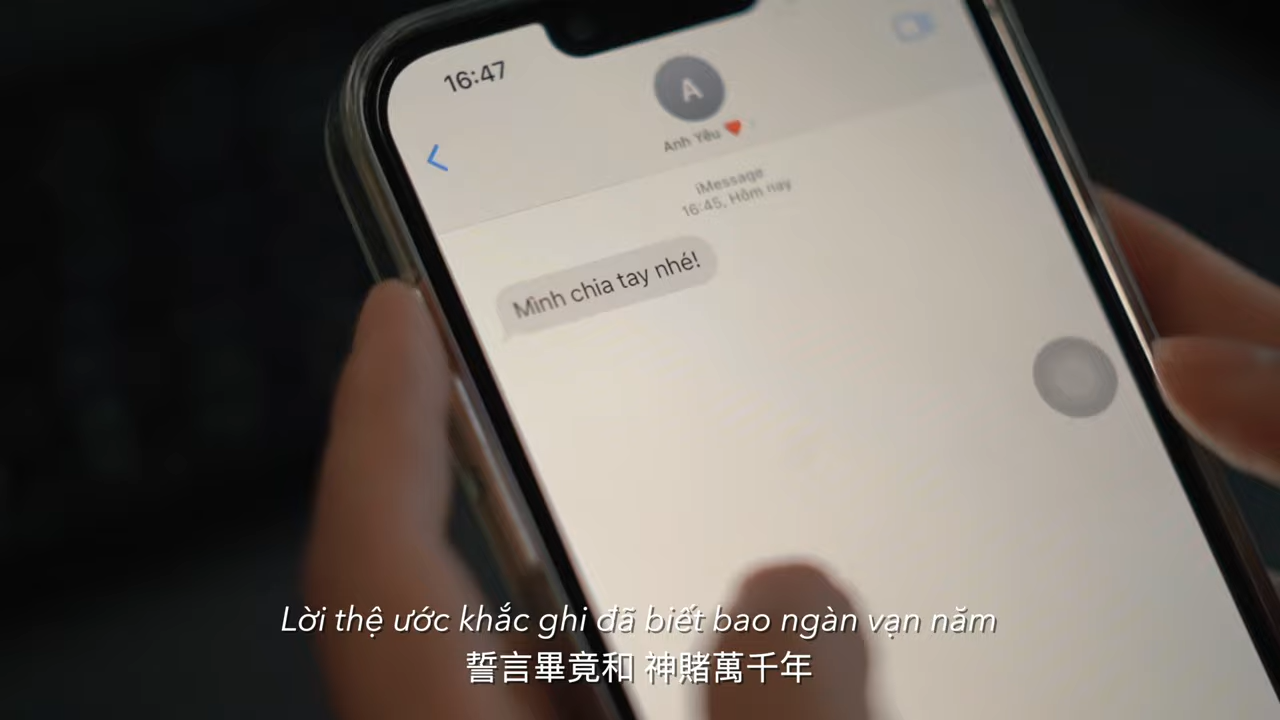 16:47
A
Anh Yêu ❤️
iMessage
16:45, Hôm nay
Mình chia tay nhé!
Lời thệ ước khắc ghi đã biết bao ngàn vạn năm
誓言畢竟和 神賭萬千年